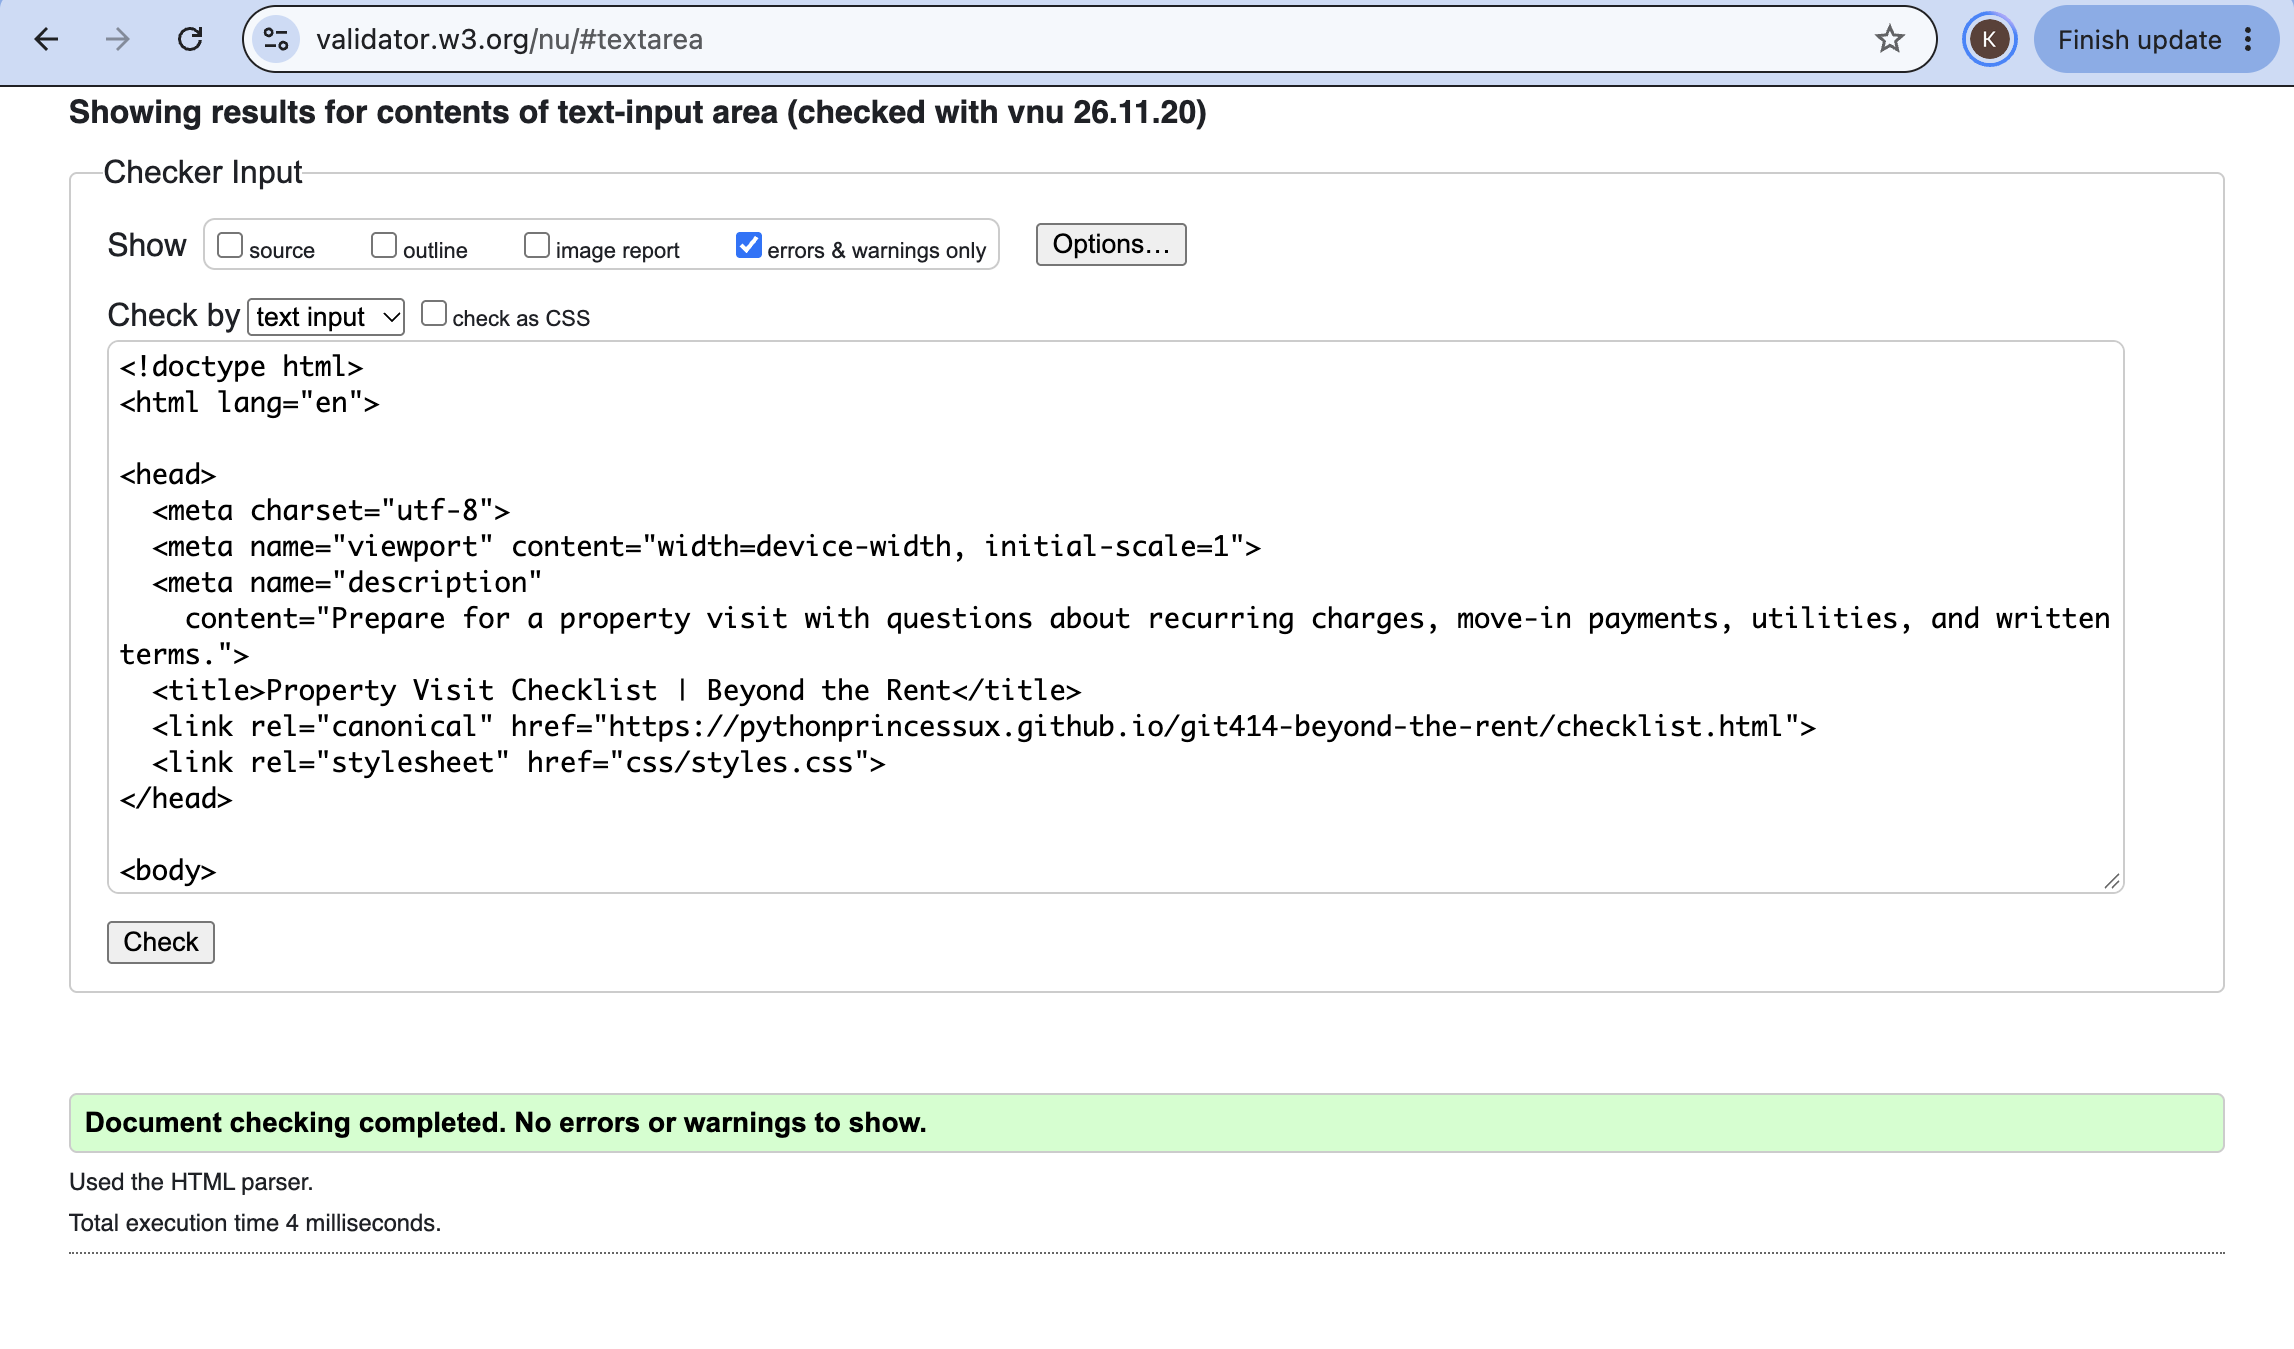 validator.w3.org/nu/#textarea
K
Finish update
Showing results for contents of text-input area (checked with vnu 26.11.20)
Checker Input
Show source outline image report errors & warnings only Options...
Check by text input check as CSS
<!doctype html>
<html lang="en">
<head>
<meta charset="utf-8">
<meta name="viewport" content="width=device-width, initial-scale=1">
<meta name="description"
content="Prepare for a property visit with questions about recurring charges, move-in payments, utilities, and written
terms.">
<title>Property Visit Checklist | Beyond the Rent</title>
<link rel="canonical" href="https://pythonprincessux.github.io/git414-beyond-the-rent/checklist.html">
<link rel="stylesheet" href="css/styles.css">
</head>
<body>
Check
Document checking completed. No errors or warnings to show.
Used the HTML parser.
Total execution time 4 milliseconds.